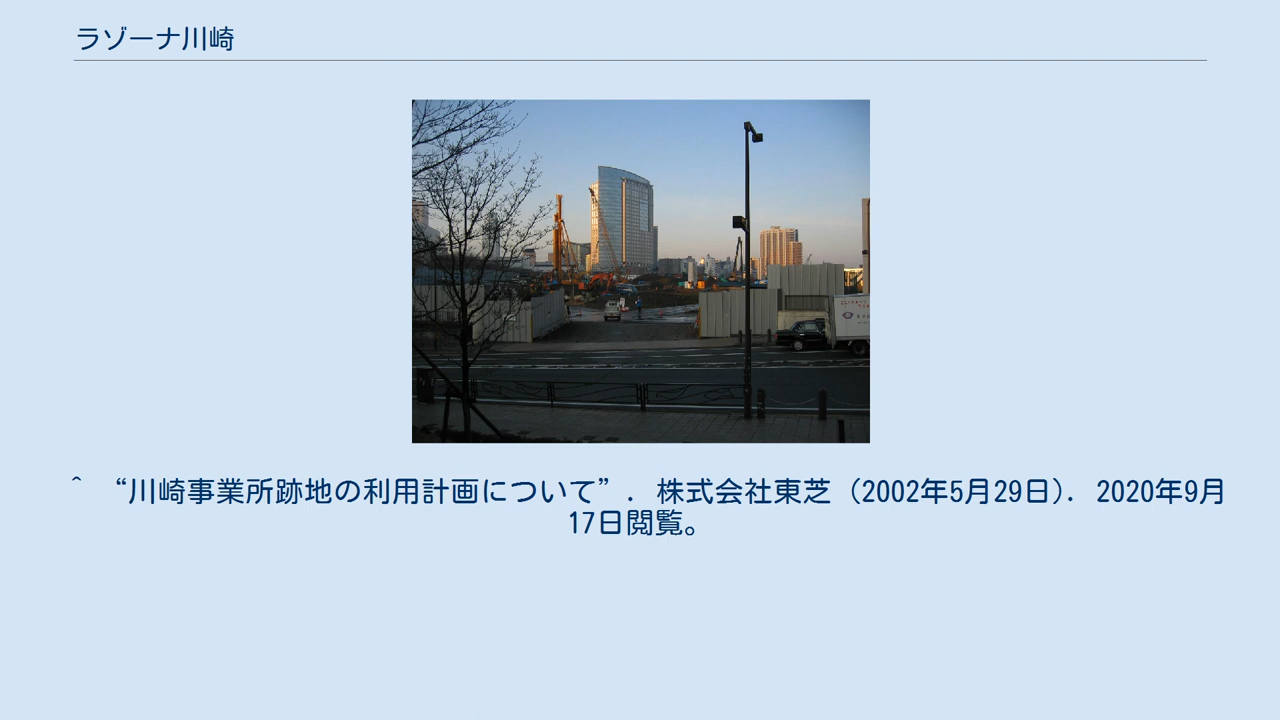 ラゾーナ川崎
^ “川崎事業所跡地の利用計画について”. 株式会社東芝 (2002年5月29日). 2020年9月
17日閲覧。